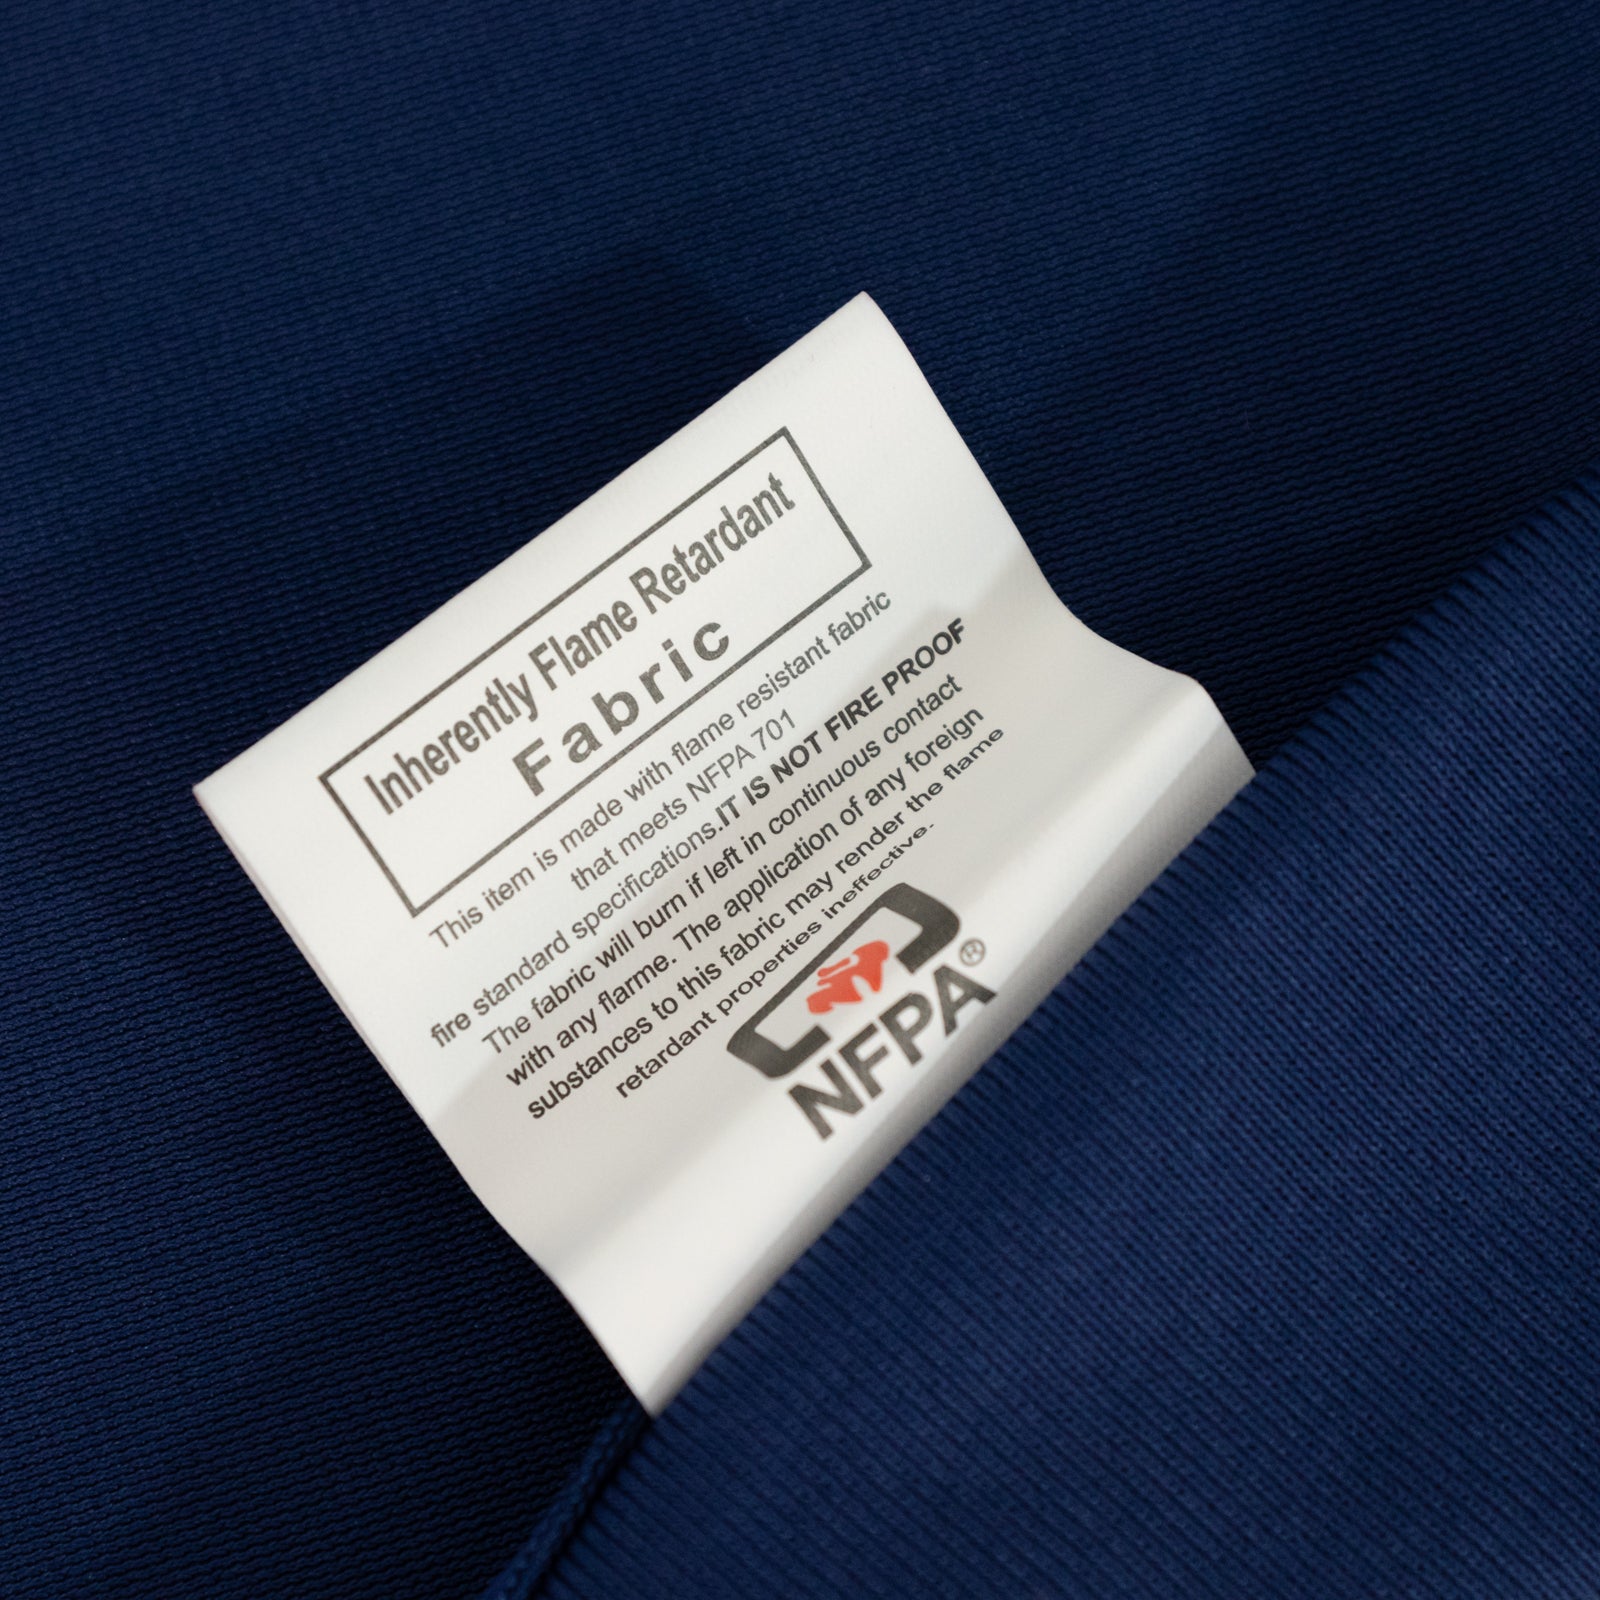 Inherently Flame Retardant
Fabric
This item is made with flame resistant fabric
that meets NFPA 701
fire standard specifications.IT IS NOT FIRE PROOF
The fabric will burn if left in continuous contact
with any flarme. The application of any foreign
substances to this fabric may render the flame
retardant properties ineffective.
NFPA®